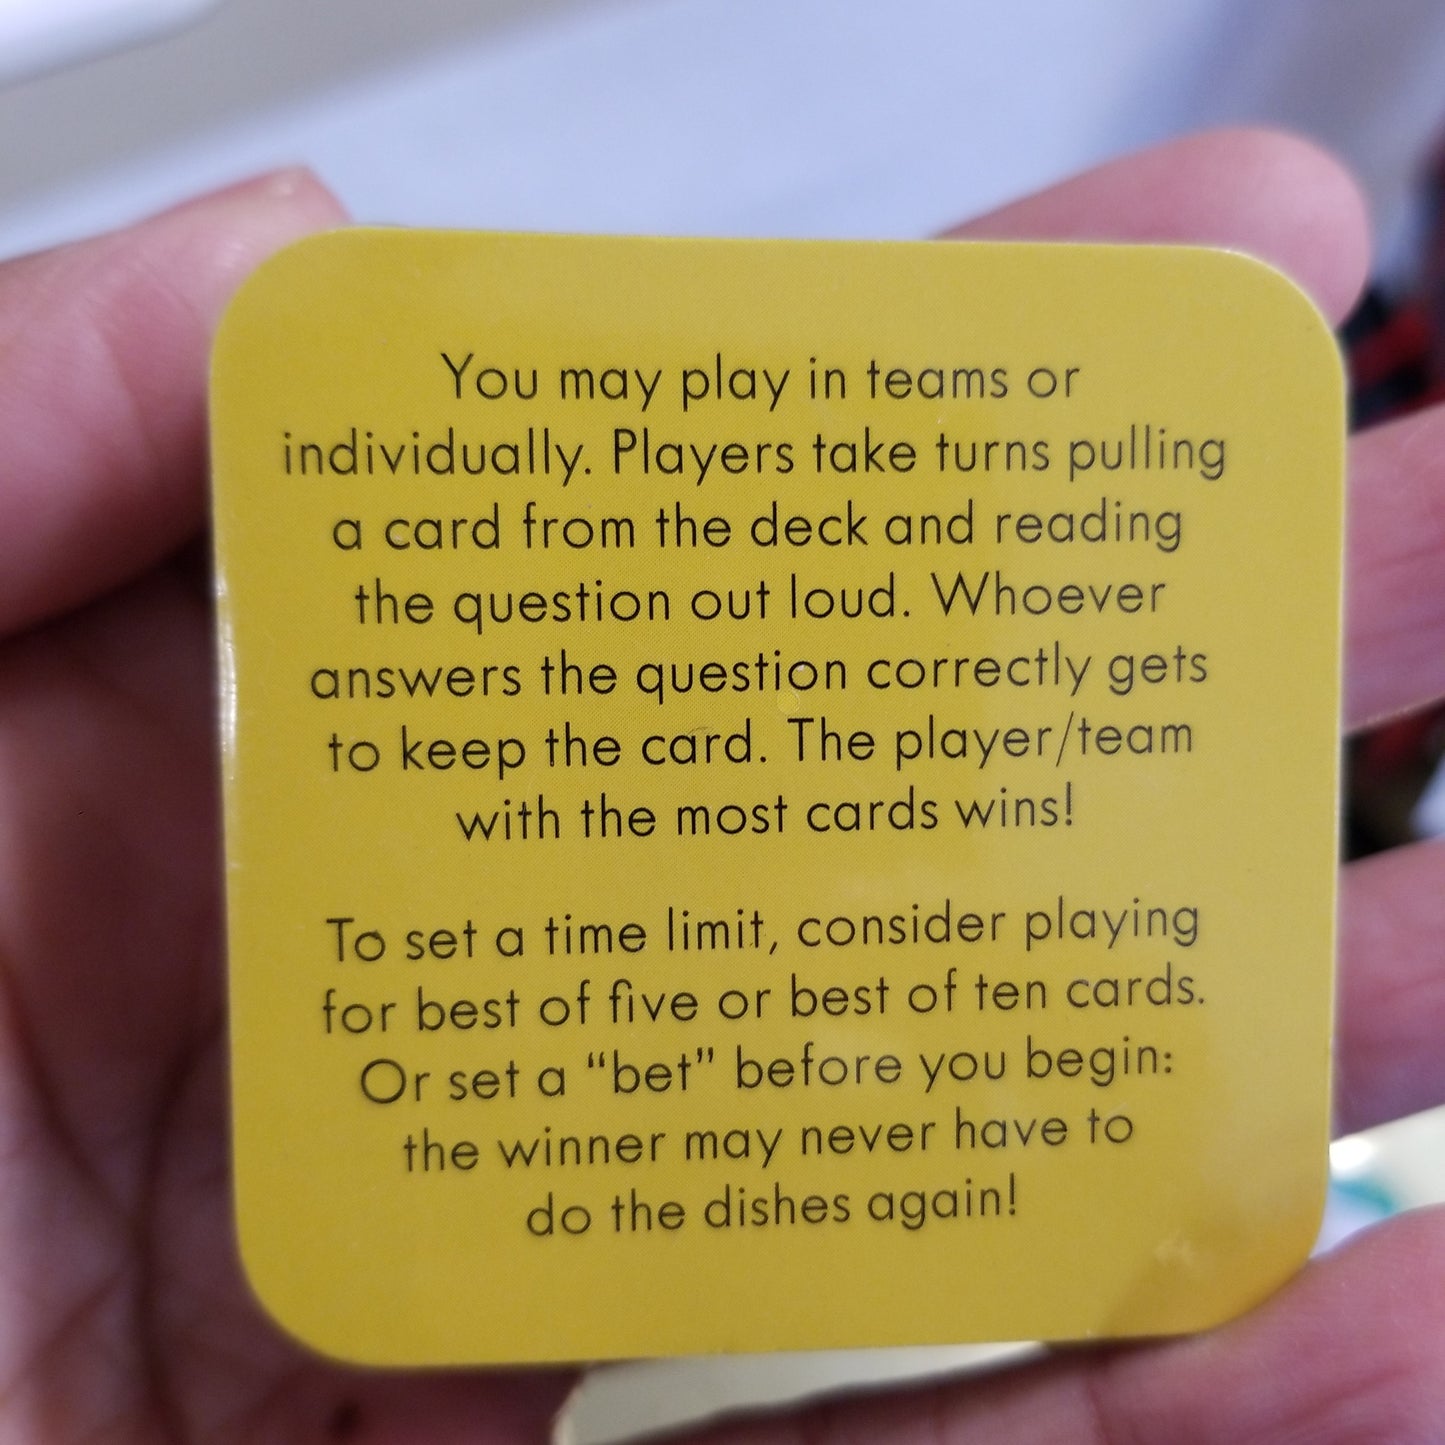 You may play in teams or
individually. Players take turns pulling
a card from the deck and reading
the question out loud. Whoever
answers the question correctly gets
to keep the card. The player/team
with the most cards wins!
To set a time limit, consider playing
for best of five or best of ten cards.
Or set a “bet” before you begin:
the winner may never have to
do the dishes again!